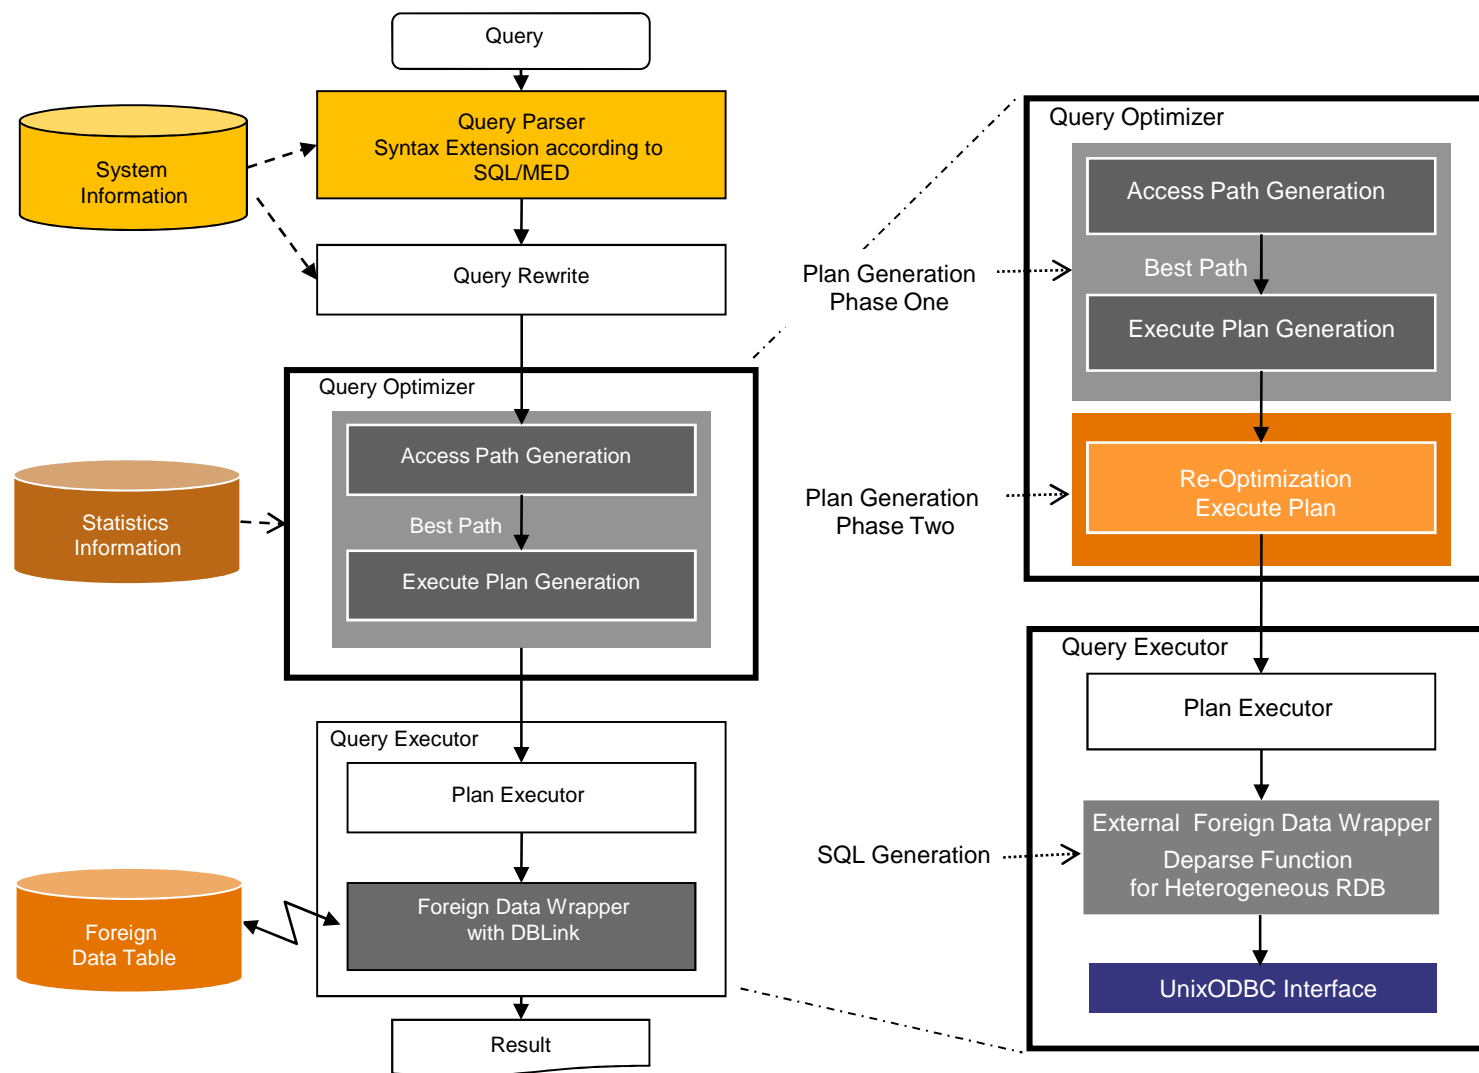 Query
Query Parser
Syntax Extension according to
SQL/MED
System
Information
Query Rewrite
Query Optimizer
Access Path Generation
Best Path
Execute Plan Generation
Statistics
Information
Query Executor
Plan Executor
Foreign Data Wrapper
with DBLink
Foreign
Data Table
Result
Query Optimizer
Access Path Generation
Plan Generation
Phase One
Best Path
Execute Plan Generation
Plan Generation
Phase Two
Re-Optimization
Execute Plan
Query Executor
Plan Executor
SQL Generation
External Foreign Data Wrapper
Deparse Function
for Heterogeneous RDB
UnixODBC Interface